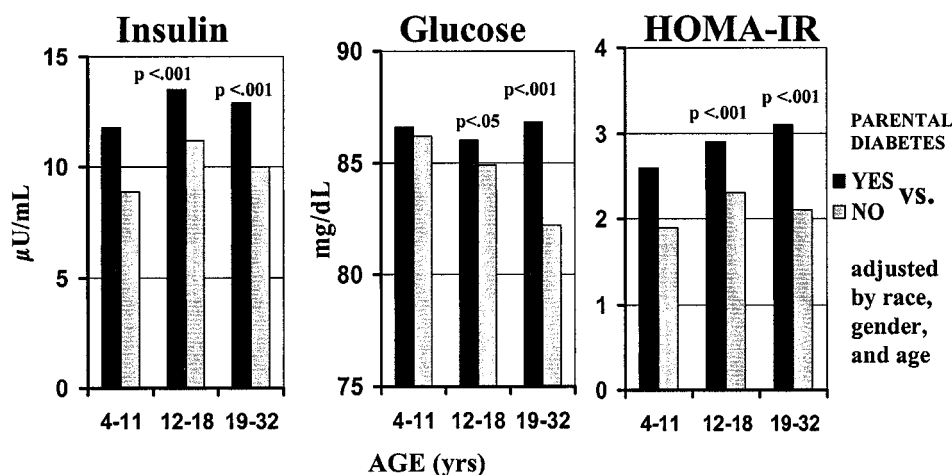 Insulin
Glucose
HOMA-IR
15
10
5
0
µU/mL
p <.001
p <.001
4-11 12-18 19-32
90
85
80
75
mg/dL
p<.05
p <.001
4-11 12-18 19-32
4
3
2
1
0
p <.001
p <.001
4-11 12-18 19-32
AGE (yrs)
PARENTAL
DIABETES
YES
vs.
NO
adjusted
by race,
gender,
and age